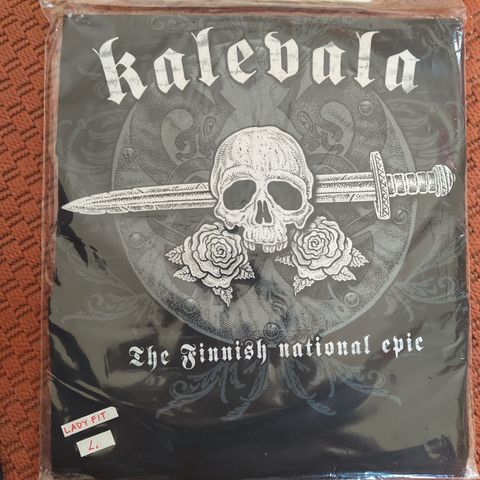 kalevala
The Finnish national epic
LADY FIT
L.